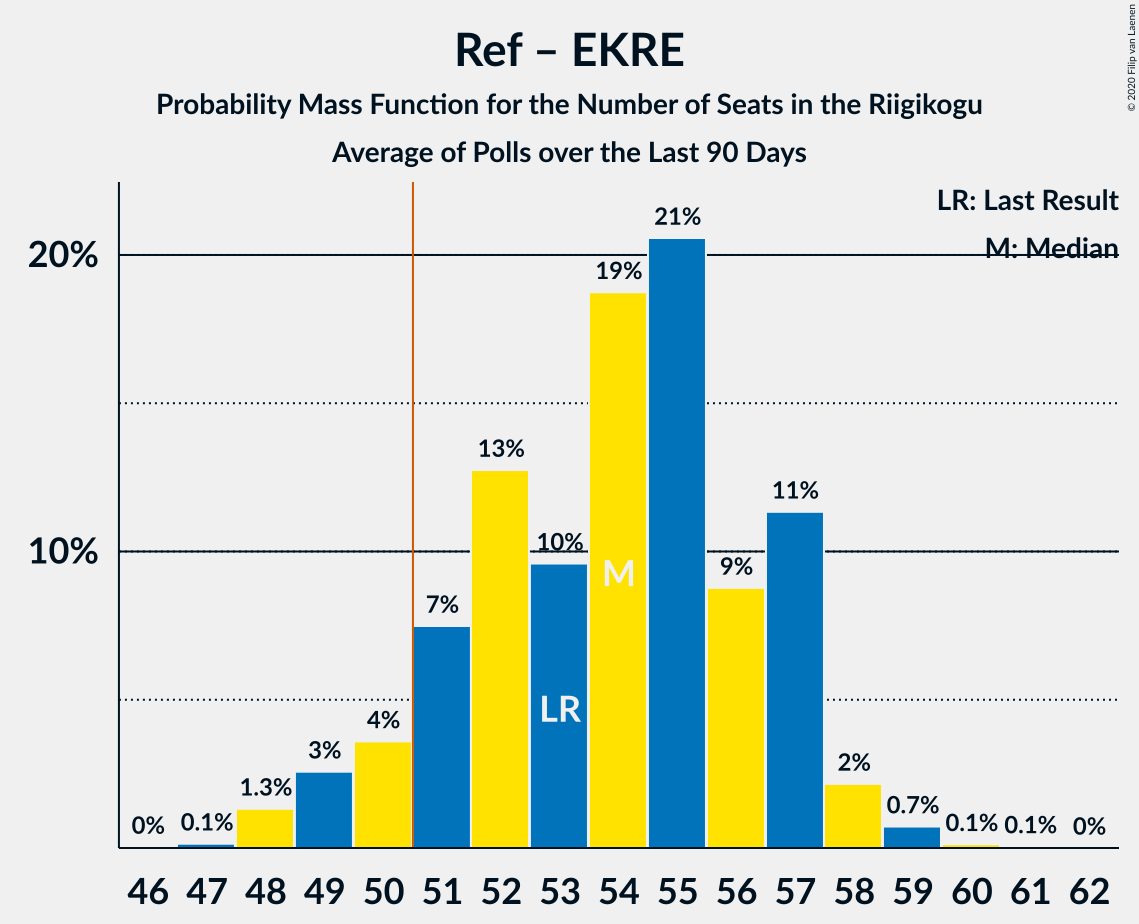 Ref – EKRE
Probability Mass Function for the Number of Seats in the Riigikogu
Average of Polls over the Last 90 Days
© 2020 Filip van Laenen
LR: Last Result
M: Median
20%
10%
0%
0.1%
1.3%
3%
4%
7%
13%
10%
19%
21%
9%
11%
2%
0.7%
0.1%
0.1%
0%
LR
M
46 47 48 49 50 51 52 53 54 55 56 57 58 59 60 61 62